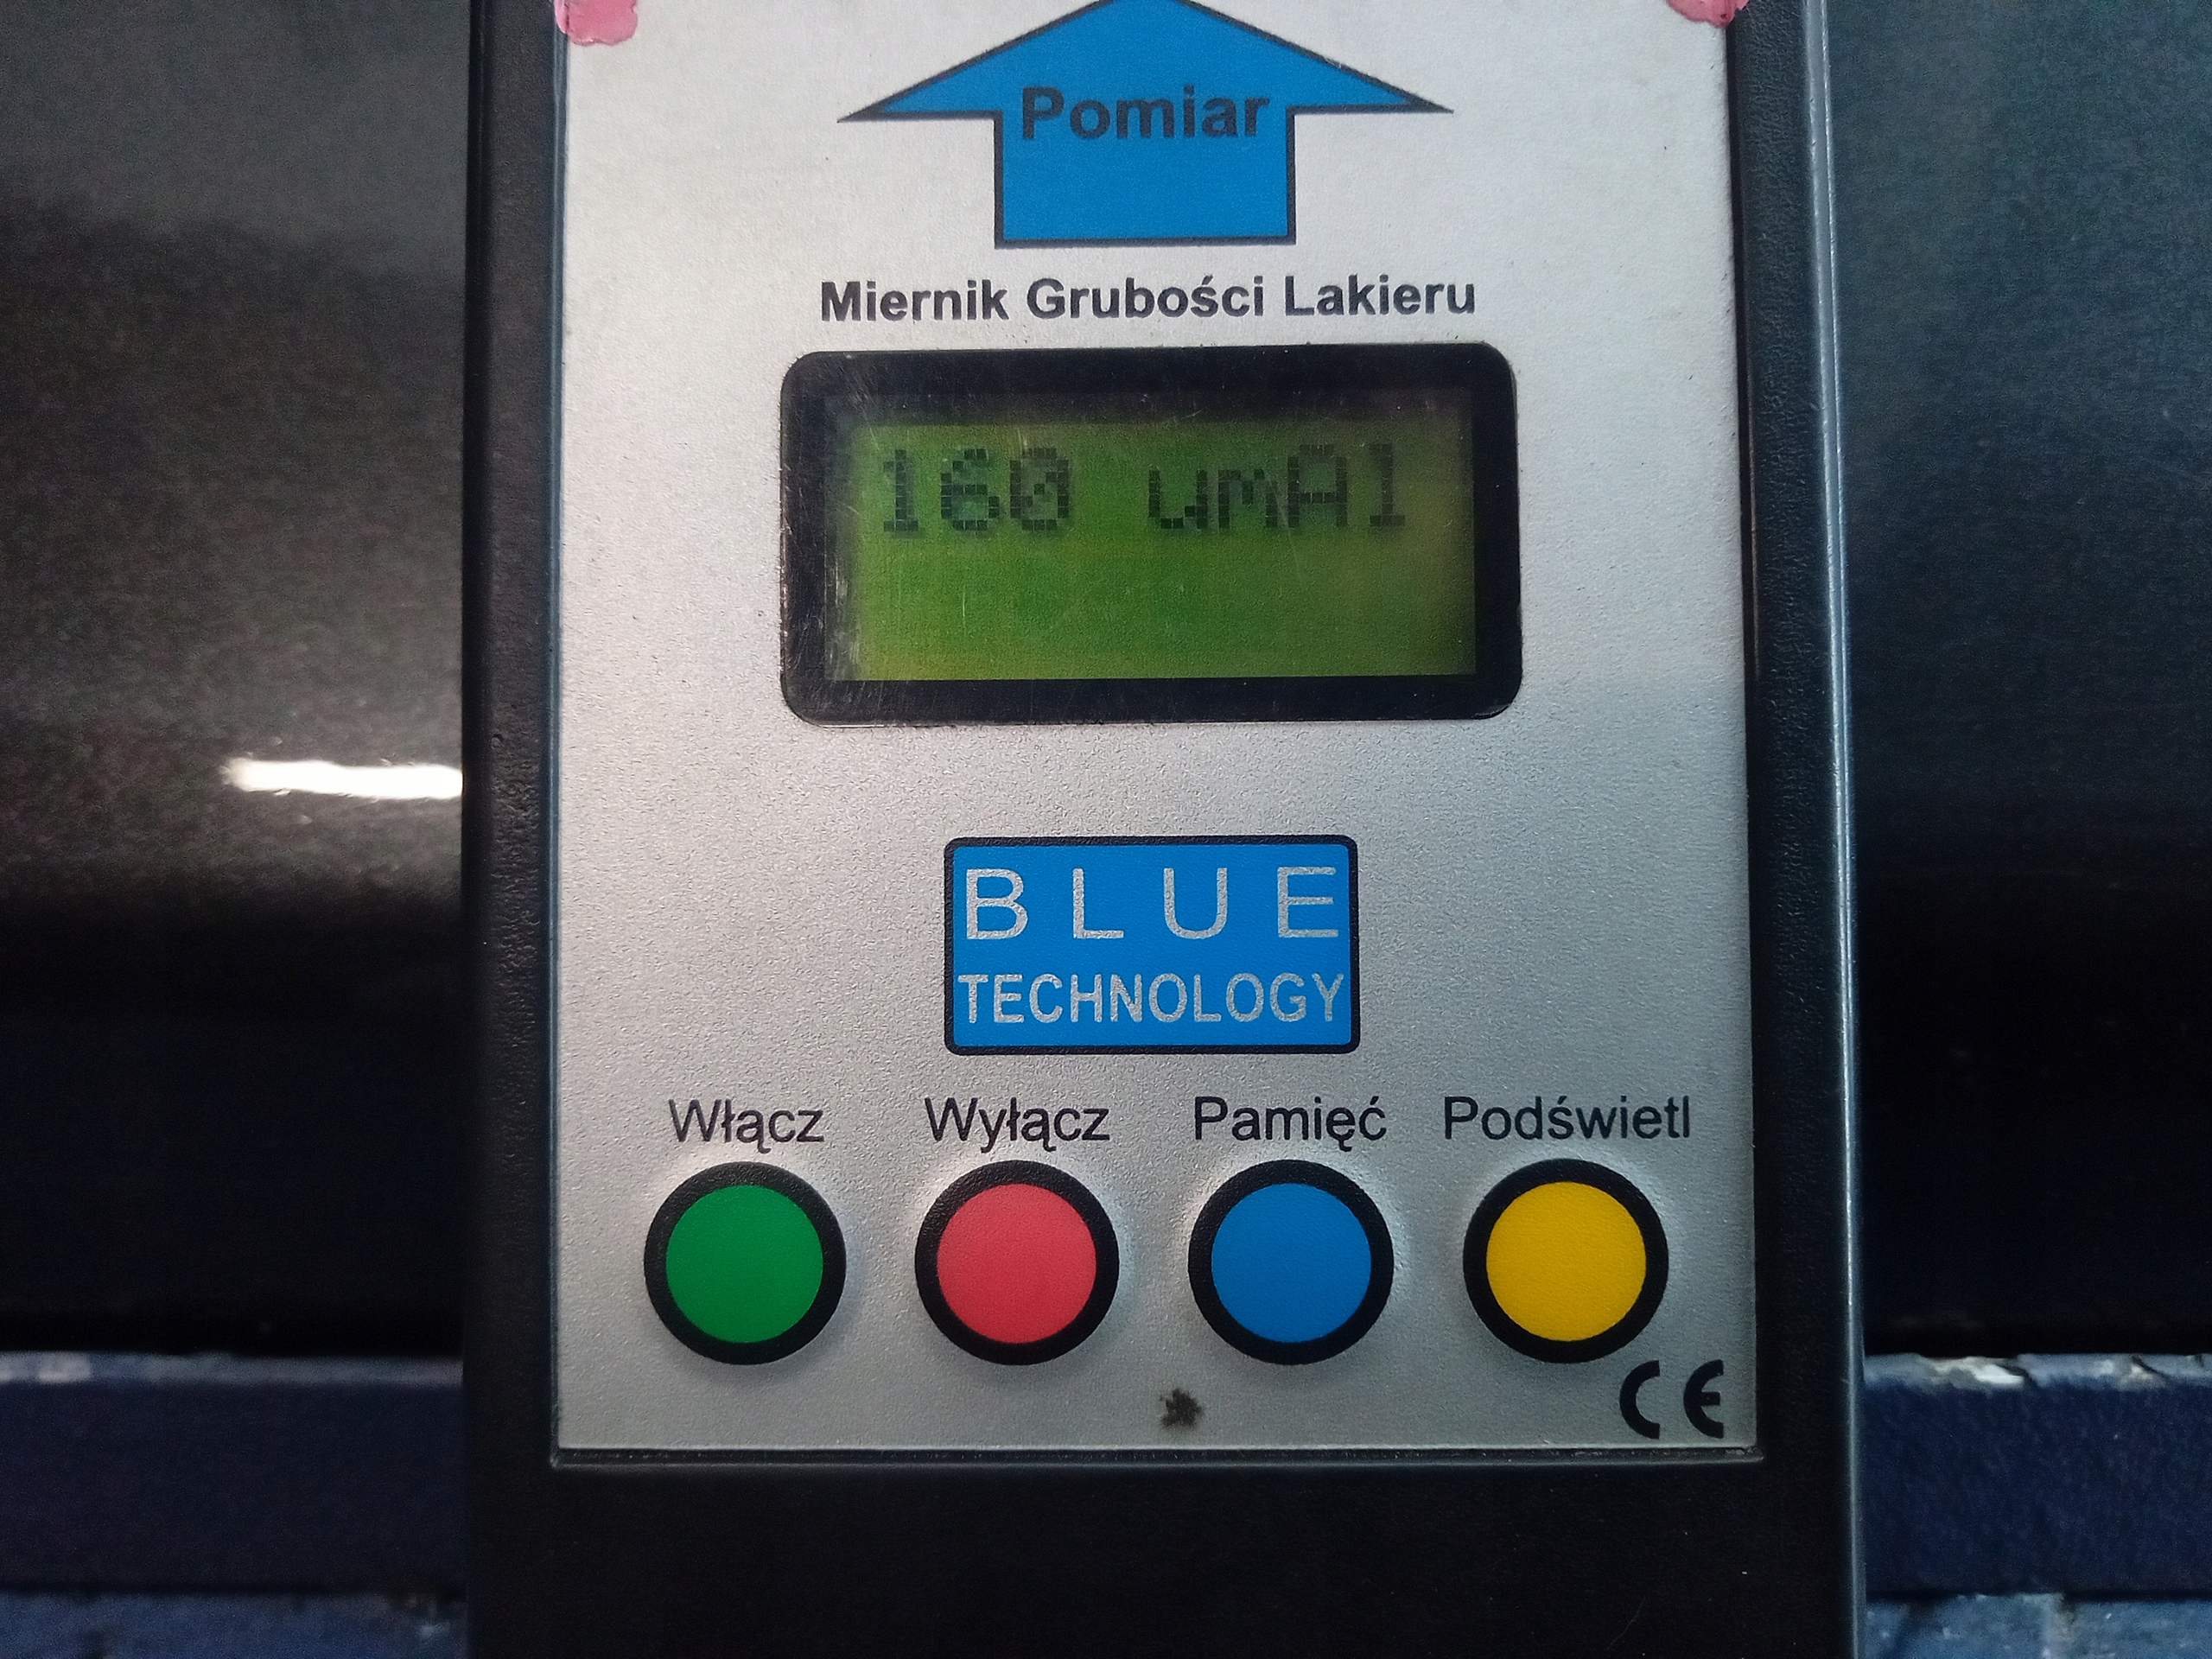 Pomiar
Miernik Grubości Lakieru
160 umAl
BLUE
TECHNOLOGY
Włącz Wyłącz Pamięć Podświetl
CE